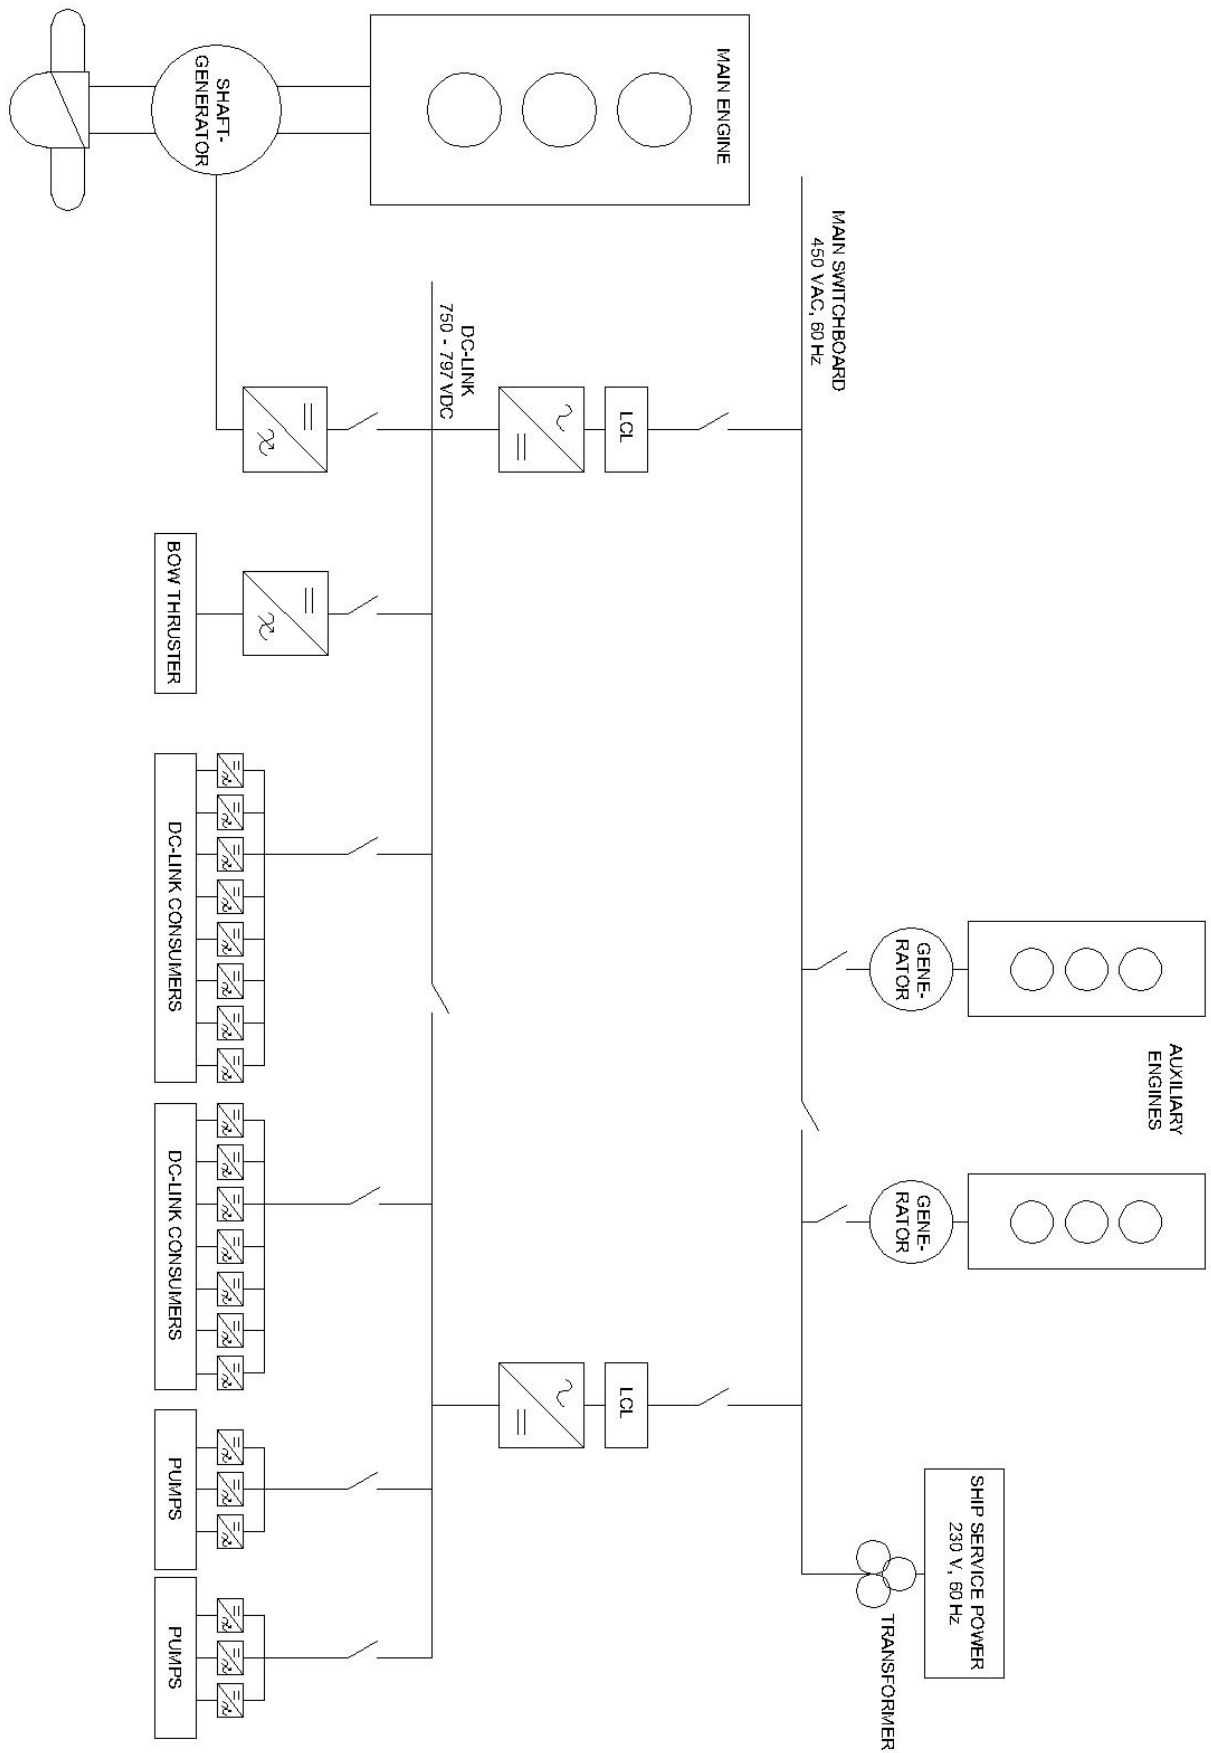 MAIN ENGINE
SHAFT-
GENERATOR
MAIN SWITCHBOARD
450 VAC, 60 Hz
DC-LINK
750 - 797 VDC
LCL
BOW THRUSTER
DC-LINK CONSUMERS
GENE-
RATOR
AUXILIARY
ENGINES
GENE-
RATOR
DC-LINK CONSUMERS
LCL
PUMPS
PUMPS
SHIP SERVICE POWER
230 V, 60 Hz
TRANSFORMER